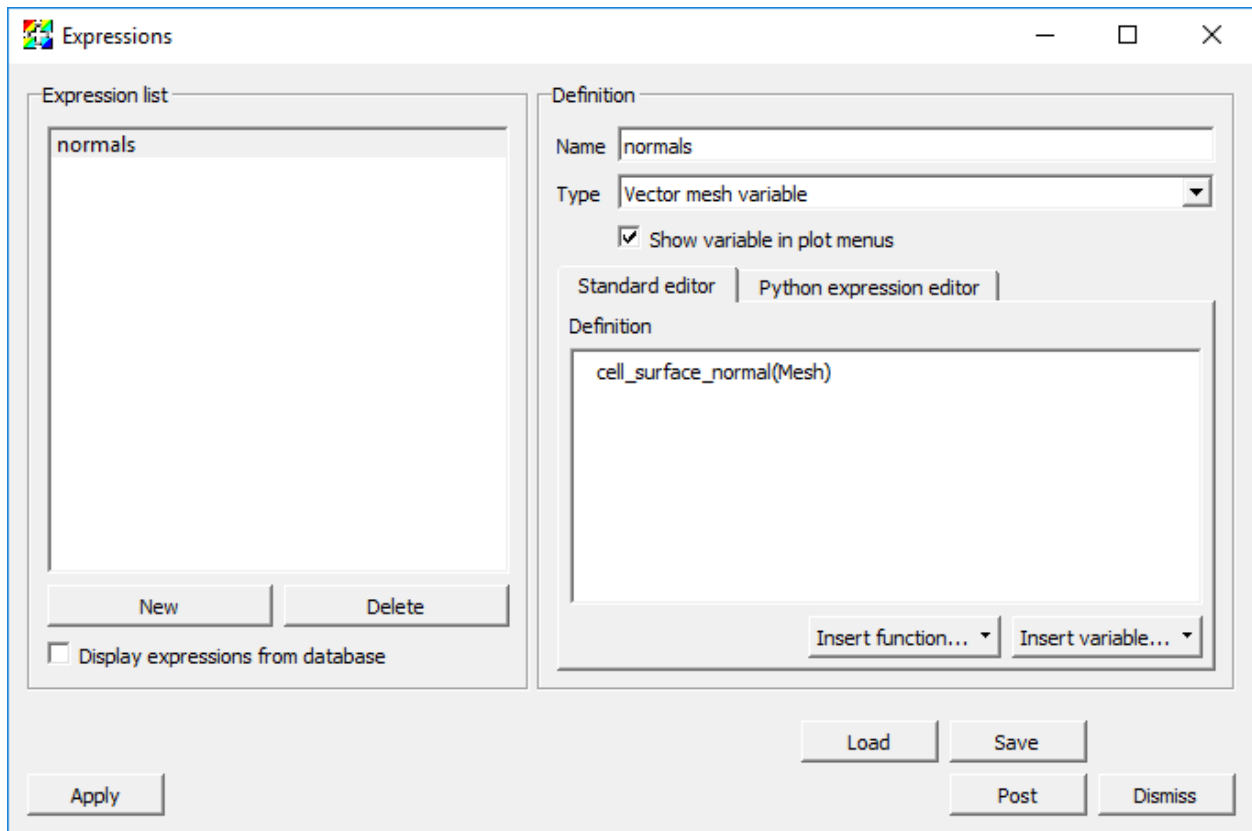 Expressions
Expression list
normals
New
Delete
Display expressions from database
Definition
Name normals
Type Vector mesh variable
Show variable in plot menus
Standard editor
Python expression editor
Definition
cell_surface_normal(Mesh)
Insert function...
Insert variable...
Load
Save
Apply
Post
Dismiss